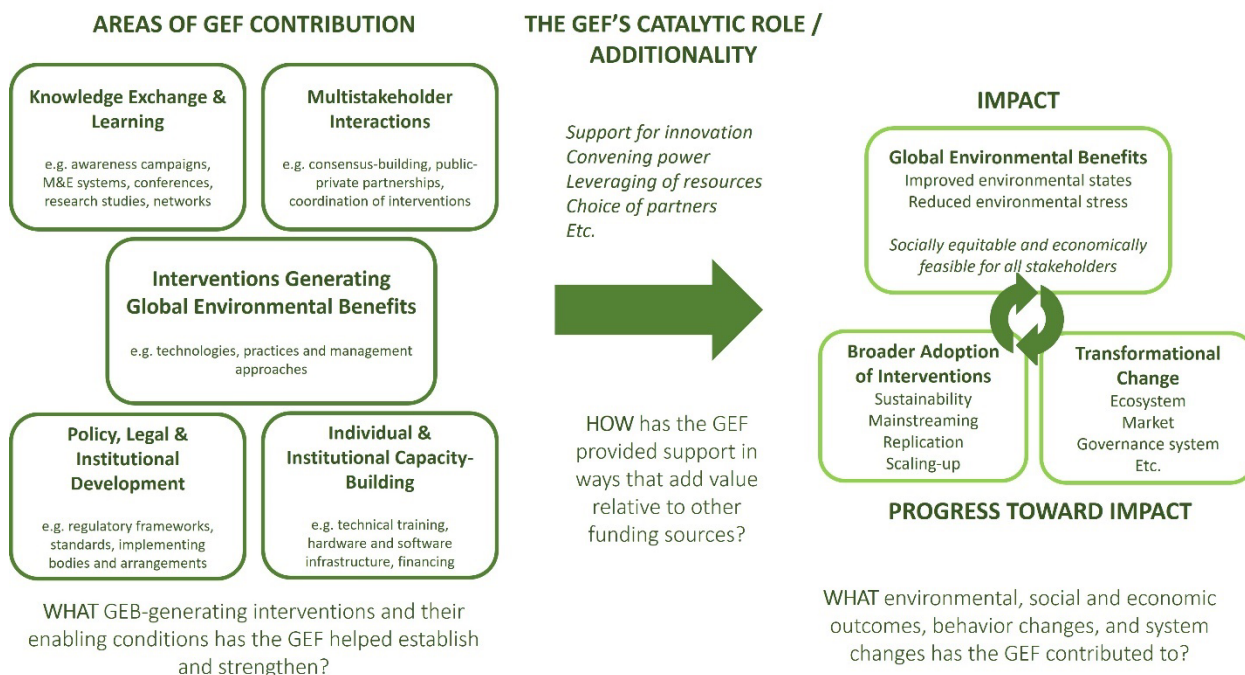 AREAS OF GEF CONTRIBUTION
Knowledge Exchange &
Learning
e.g. awareness campaigns,
M&E systems, conferences,
research studies, networks
Multistakeholder
Interactions
e.g. consensus-building, public-
private partnerships,
coordination of interventions
Interventions Generating
Global Environmental Benefits
e.g. technologies, practices and management
approaches
Policy, Legal &
Institutional
Development
e.g. regulatory frameworks,
standards, implementing
bodies and arrangements
Individual &
Institutional Capacity-
Building
e.g. technical training,
hardware and software
infrastructure, financing
WHAT GEB-generating interventions and their
enabling conditions has the GEF helped establish
and strengthen?
THE GEF'S CATALYTIC ROLE /
ADDITIONALITY
Support for innovation
Convening power
Leveraging of resources
Choice of partners
Etc.
HOW has the GEF
provided support in
ways that add value
relative to other
funding sources?
IMPACT
Global Environmental Benefits
Improved environmental states
Reduced environmental stress
Socially equitable and economically
feasible for all stakeholders
Broader Adoption
of Interventions
Sustainability
Mainstreaming
Replication
Scaling-up
Transformational
Change
Ecosystem
Market
Governance system
Etc.
PROGRESS TOWARD IMPACT
WHAT environmental, social and economic
outcomes, behavior changes, and system
changes has the GEF contributed to?